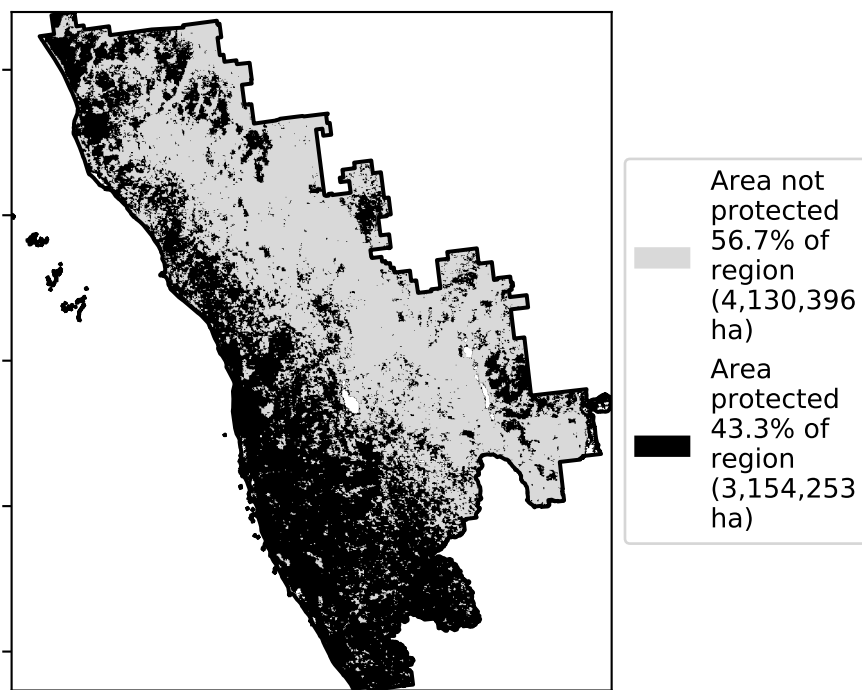 Area not
protected
56.7% of
region
(4,130,396
ha)
Area
protected
43.3% of
region
(3,154,253
ha)